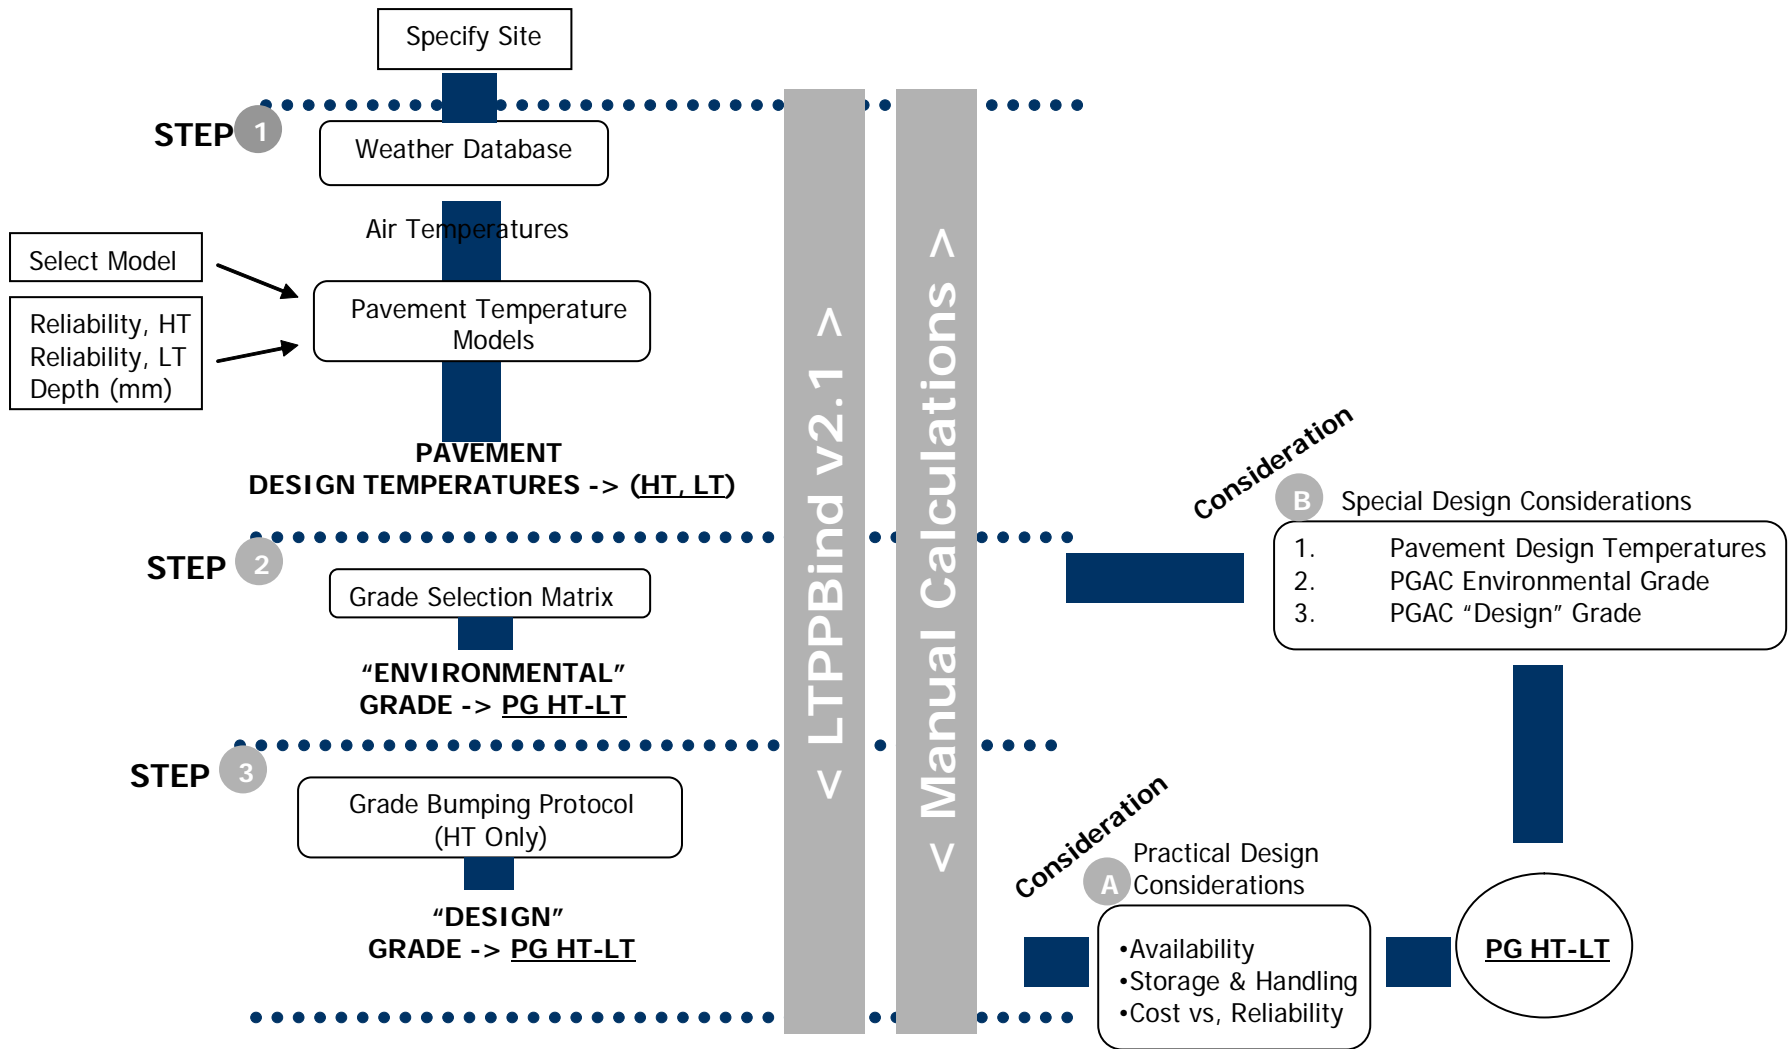 Specify Site
STEP 1
Weather Database
Air Temperatures
Select Model
Reliability, HT
Reliability, LT
Depth (mm)
Pavement Temperature
Models
PAVEMENT
DESIGN TEMPERATURES -> (HT, LT)
STEP 2
Grade Selection Matrix
“ENVIRONMENTAL”
GRADE -> PG HT-LT
STEP 3
Grade Bumping Protocol
(HT Only)
“DESIGN”
GRADE -> PG HT-LT
< LTPPBind v2.1 >
< Manual Calculations >
Consideration
B Special Design Considerations
1. Pavement Design Temperatures
2. PGAC Environmental Grade
3. PGAC “Design” Grade
Consideration
A Practical Design
Considerations
•Availability
•Storage & Handling
•Cost vs, Reliability
PG HT-LT